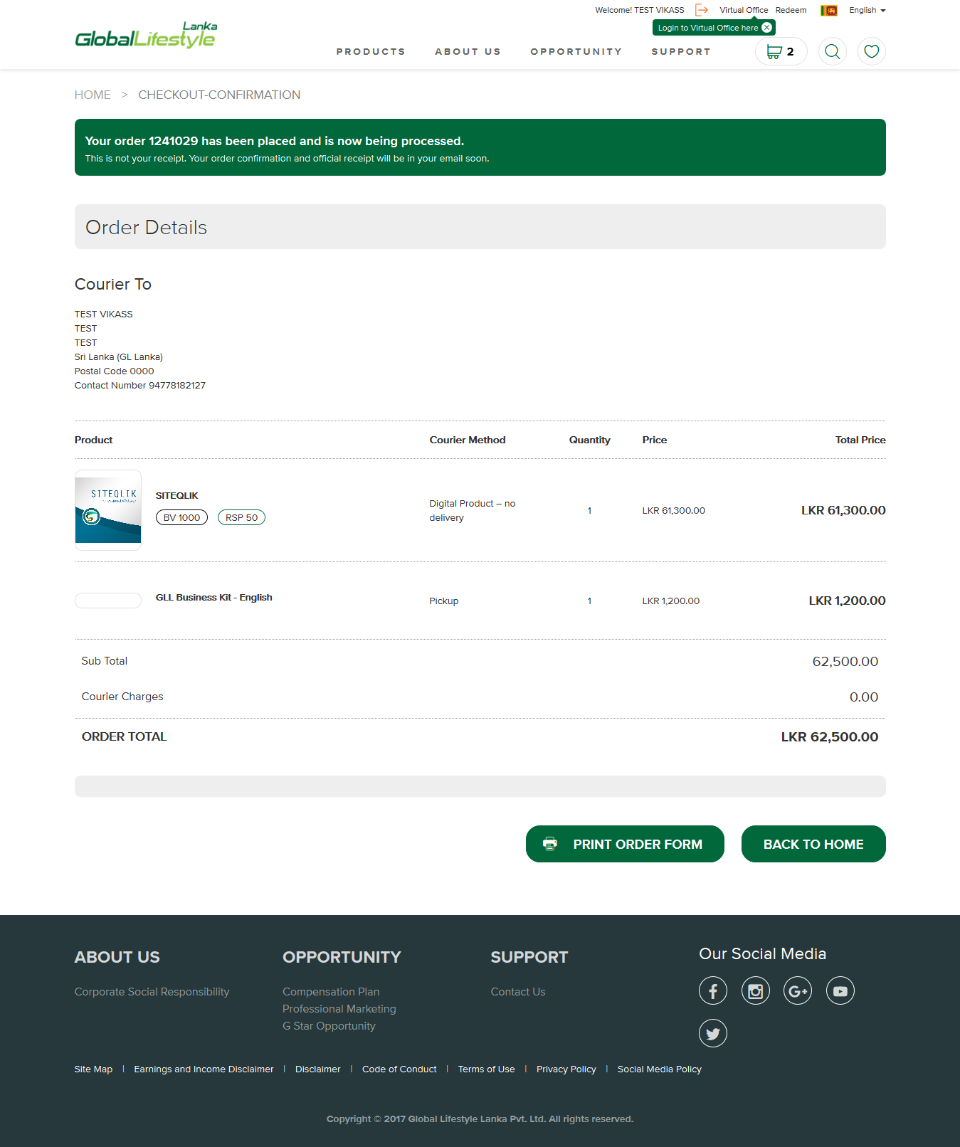 Welcome! TEST VIKASS Virtual Office Redeem English
Login to Virtual Office here
Lanka
GlobalLifestyle
PRODUCTS ABOUT US OPPORTUNITY SUPPORT 2
HOME > CHECKOUT-CONFIRMATION
Your order 1241029 has been placed and is now being processed.
This is not your receipt. Your order confirmation and official receipt will be in your email soon.
Order Details
Courier To
TEST VIKASS
TEST
TEST
Sri Lanka (GL Lanka)
Postal Code 0000
Contact Number 94778182127
Product Courier Method Quantity Price Total Price
SITEQLIK
SITEQLIK
BV 1000 RSP 50
Digital Product – no
delivery
1 LKR 61,300.00 LKR 61,300.00
GLL Business Kit - English
Pickup 1 LKR 1,200.00 LKR 1,200.00
Sub Total 62,500.00
Courier Charges 0.00
ORDER TOTAL LKR 62,500.00
PRINT ORDER FORM BACK TO HOME
ABOUT US OPPORTUNITY SUPPORT Our Social Media
Corporate Social Responsibility Compensation Plan Contact Us
Professional Marketing
G Star Opportunity
Site Map | Earnings and Income Disclaimer | Disclaimer | Code of Conduct | Terms of Use | Privacy Policy | Social Media Policy
Copyright © 2017 Global Lifestyle Lanka Pvt. Ltd. All rights reserved.